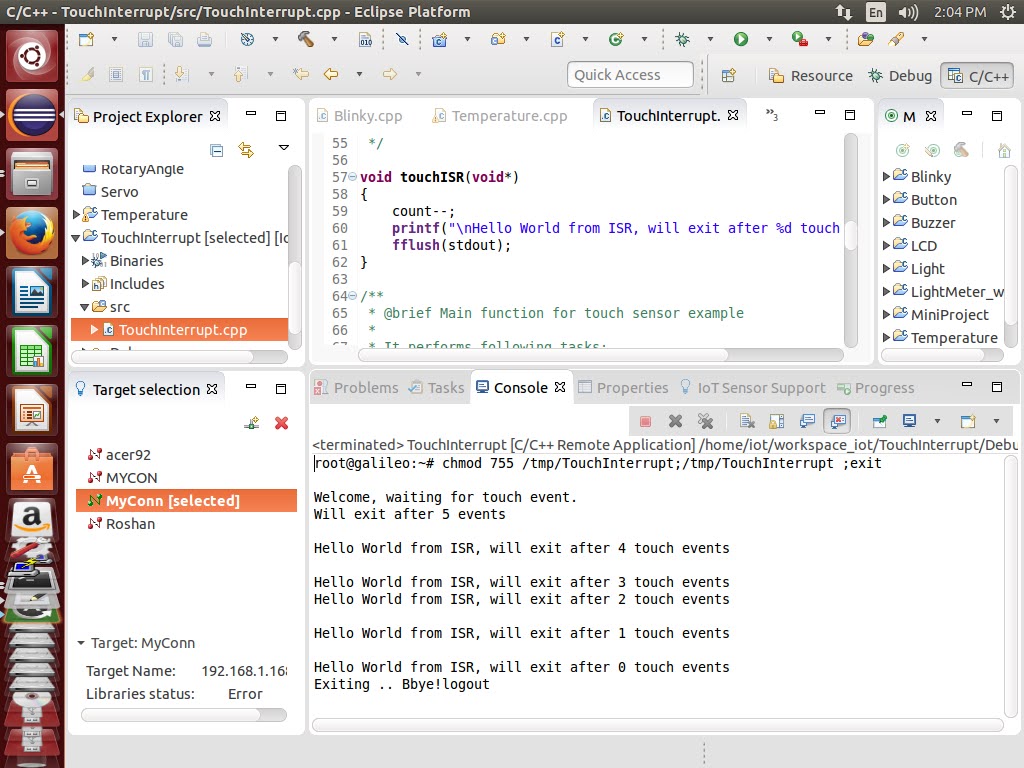 C/C++ - TouchInterrupt/src/TouchInterrupt.cpp - Eclipse Platform
En
2:04 PM
010
Quick Access
Resource
Debug
C/C++
Project Explorer
RotaryAngle
Servo
Temperature
TouchInterrupt [selected] [Io
Binaries
Includes
src
TouchInterrupt.cpp
Blinky.cpp
Temperature.cpp
TouchInterrupt.
»3
55 */
56
57 void touchISR(void*)
58 {
59 count--;
60 printf("\nHello World from ISR, will exit after %d touch
61 fflush(stdout);
62 }
63
64 /**
65 * @brief Main function for touch sensor example
66 *
67 * It performs following tasks:
M
Blinky
Button
Buzzer
LCD
Light
LightMeter_w
MiniProject
Temperature
Target selection
acer92
MYCON
MyConn [selected]
Roshan
Target: MyConn
Target Name: 192.168.1.168
Libraries status: Error
Problems
Tasks
Console
Properties
IoT Sensor Support
Progress
<terminated> TouchInterrupt [C/C++ Remote Application] /home/iot/workspace_iot/TouchInterrupt/Debu
root@galileo:~# chmod 755 /tmp/TouchInterrupt;/tmp/TouchInterrupt ;exit
Welcome, waiting for touch event.
Will exit after 5 events
Hello World from ISR, will exit after 4 touch events
Hello World from ISR, will exit after 3 touch events
Hello World from ISR, will exit after 2 touch events
Hello World from ISR, will exit after 1 touch events
Hello World from ISR, will exit after 0 touch events
Exiting .. Bbye!logout